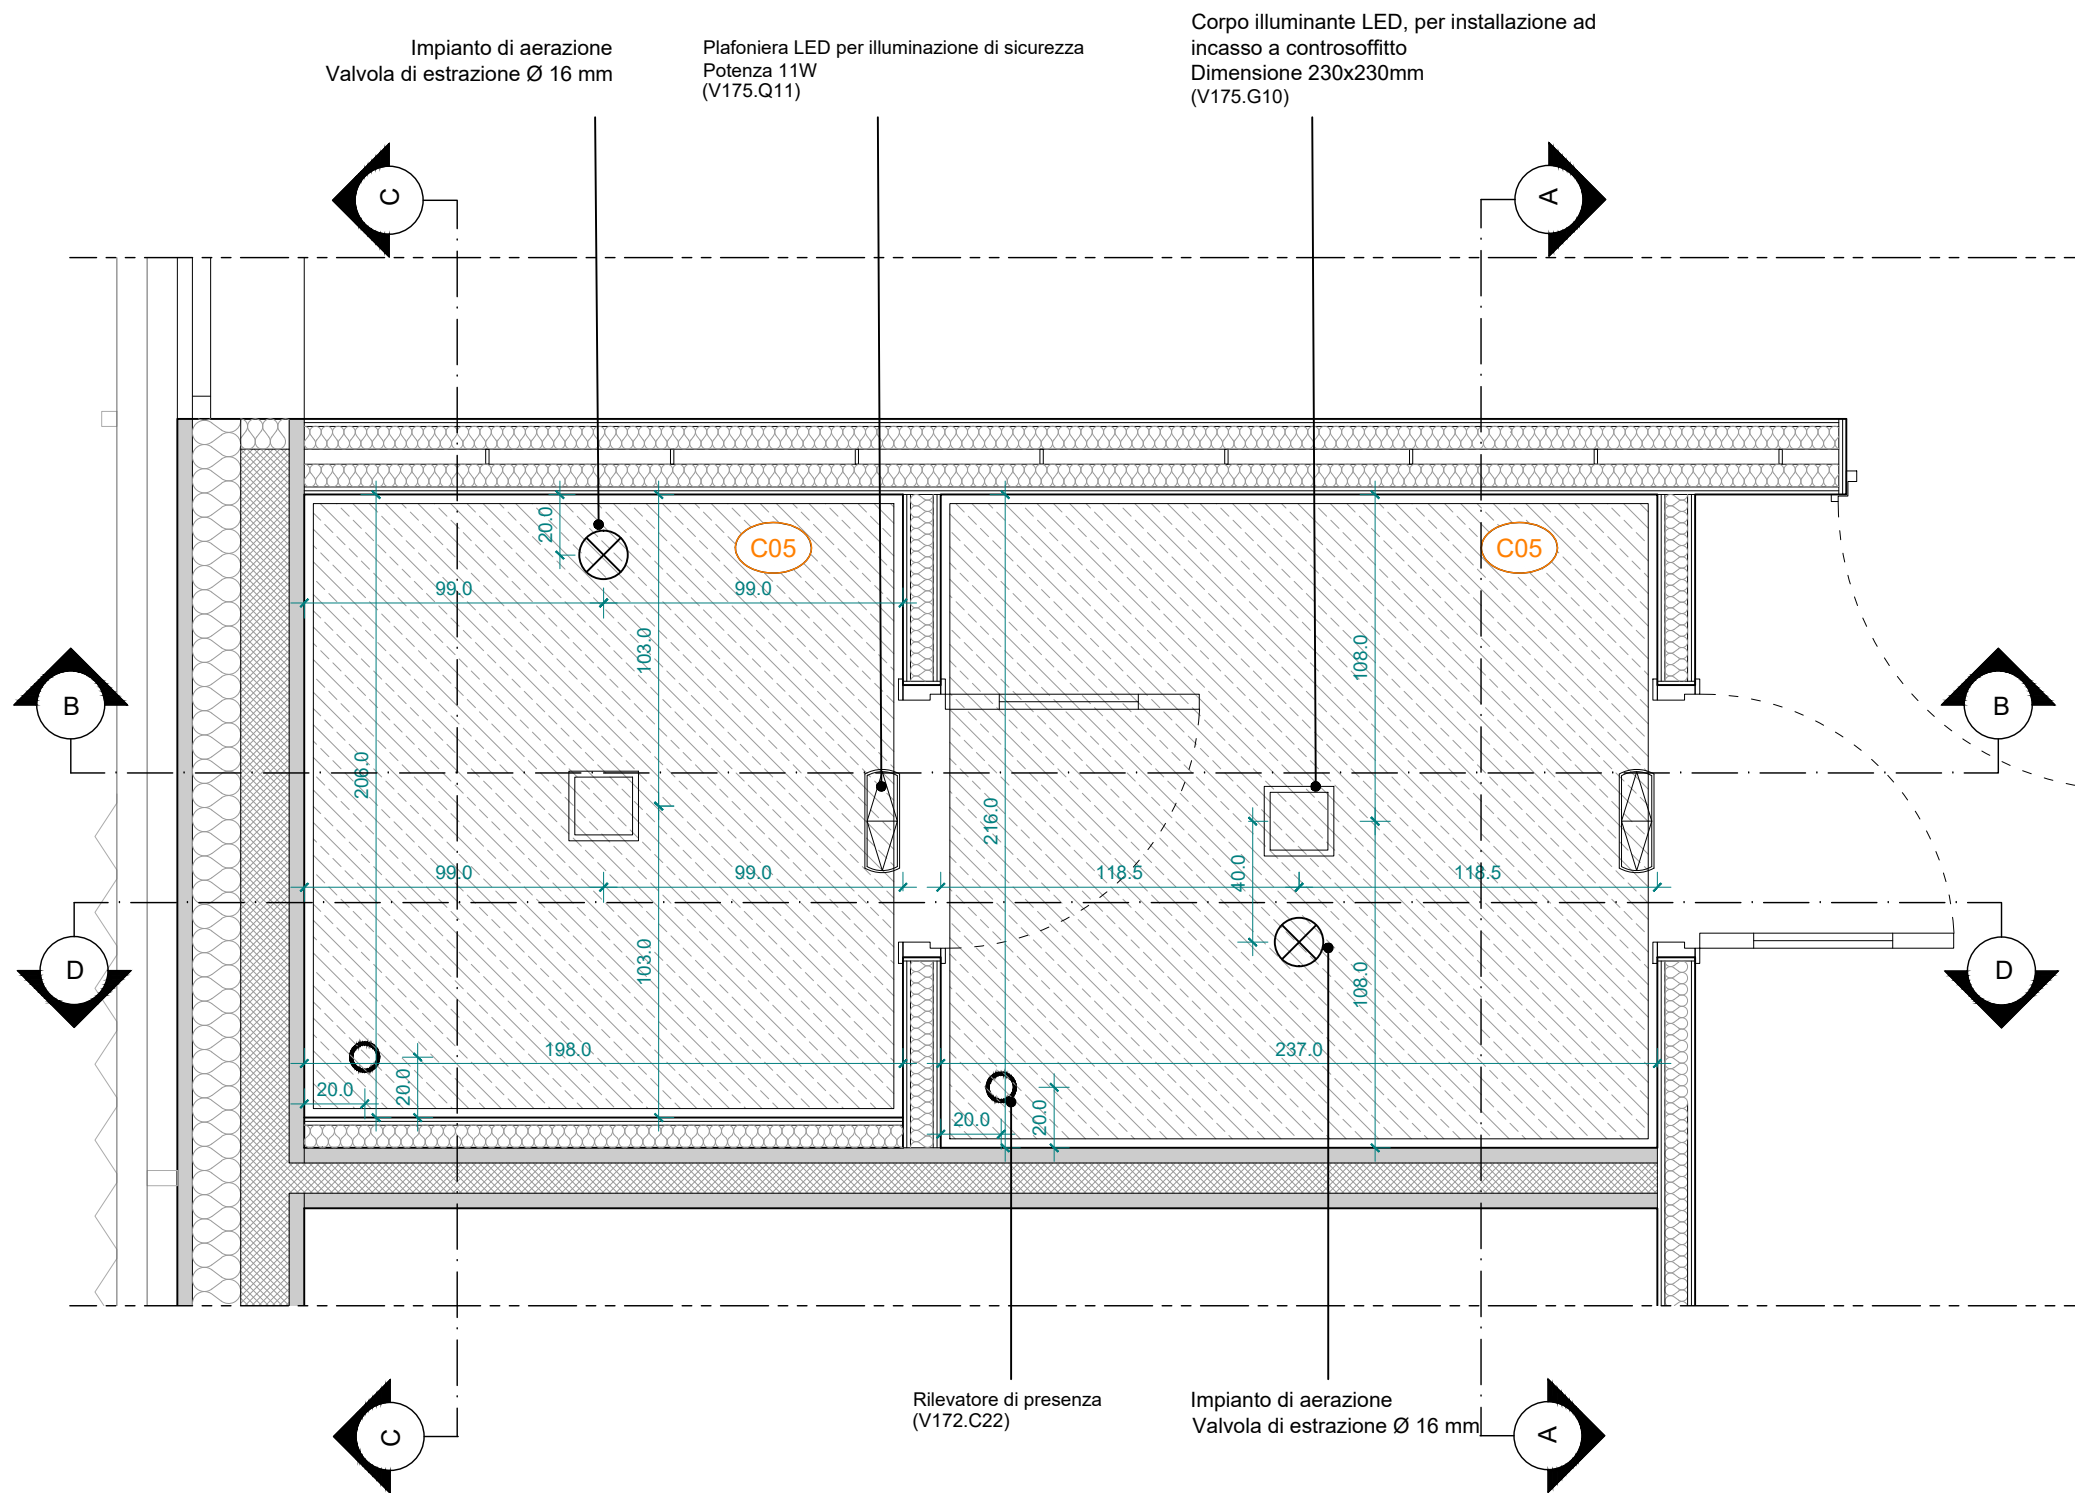 Impianto di aerazione
Valvola di estrazione Ø 16 mm
Plafoniera LED per illuminazione di sicurezza
Potenza 11W
(V175.Q11)
Corpo illuminante LED, per installazione ad
incasso a controsoffitto
Dimensione 230x230mm
(V175.G10)
C
A
20.0
C05
C05
99.0
99.0
103.0
108.0
B
B
206.0
216.0
99.0
99.0
118.5
118.5
40.0
103.0
108.0
D
D
198.0
237.0
20.0
20.0
20.0
20.0
Rilevatore di presenza
(V172.C22)
Impianto di aerazione
Valvola di estrazione Ø 16 mm
C
A